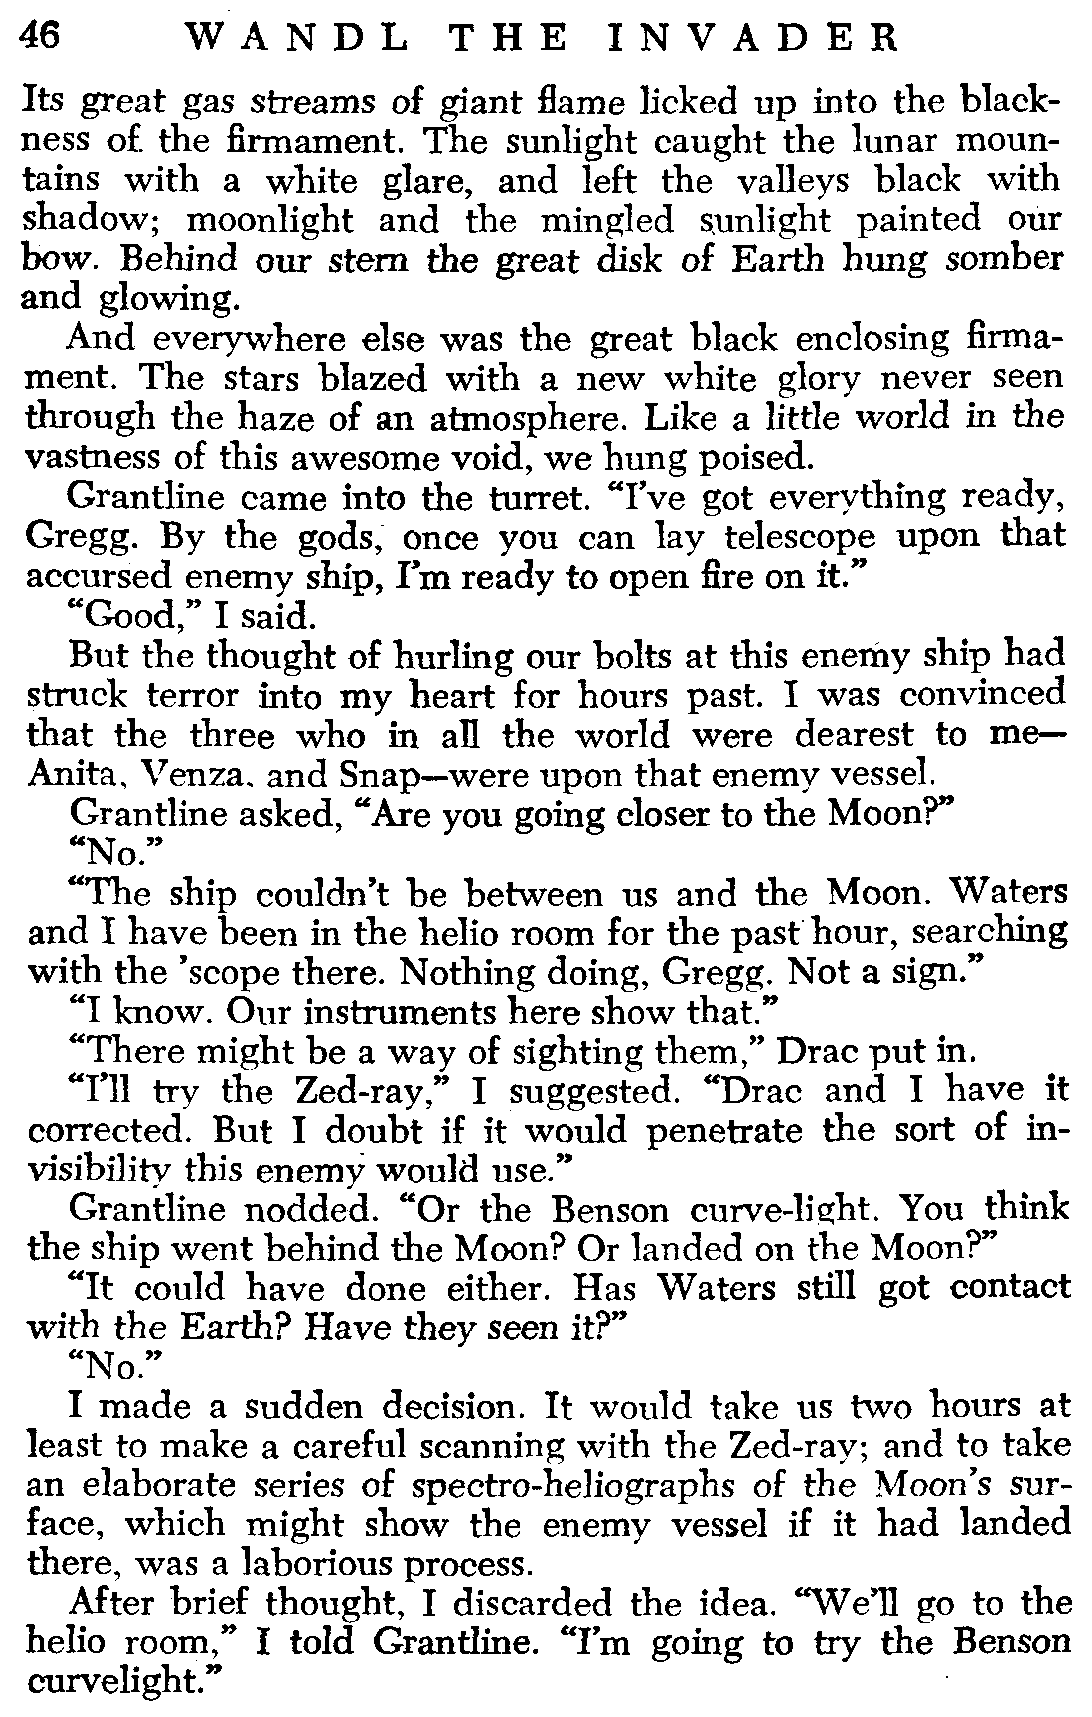 46 WANDL THE INVADER
Its great gas streams of giant flame licked up into the black-
ness of the firmament. The sunlight caught the lunar moun-
tains with a white glare, and left the valleys black with
shadow; moonlight and the mingled sunlight painted our
bow. Behind our stern the great disk of Earth hung somber
and glowing.
And everywhere else was the great black enclosing firma-
ment. The stars blazed with a new white glory never seen
through the haze of an atmosphere. Like a little world in the
vastness of this awesome void, we hung poised.
Grantline came into the turret. “I’ve got everything ready,
Gregg. By the gods, once you can lay telescope upon that
accursed enemy ship, I’m ready to open fire on it.”
“Good,” I said.
But the thought of hurling our bolts at this enemy ship had
struck terror into my heart for hours past. I was convinced
that the three who in all the world were dearest to me—
Anita, Venza, and Snap—were upon that enemy vessel.
Grantline asked, “Are you going closer to the Moon?”
“No.”
“The ship couldn’t be between us and the Moon. Waters
and I have been in the helio room for the past hour, searching
with the ’scope there. Nothing doing, Gregg. Not a sign.”
“I know. Our instruments here show that.”
“There might be a way of sighting them,” Drac put in.
“I’ll try the Zed-ray,” I suggested. “Drac and I have it
corrected. But I doubt if it would penetrate the sort of in-
visibility this enemy would use.”
Grantline nodded. “Or the Benson curve-light. You think
the ship went behind the Moon? Or landed on the Moon?”
“It could have done either. Has Waters still got contact
with the Earth? Have they seen it?”
“No.”
I made a sudden decision. It would take us two hours at
least to make a careful scanning with the Zed-ray; and to take
an elaborate series of spectro-heliographs of the Moon’s sur-
face, which might show the enemy vessel if it had landed
there, was a laborious process.
After brief thought, I discarded the idea. “We’ll go to the
helio room,” I told Grantline. “I’m going to try the Benson
curvelight.”